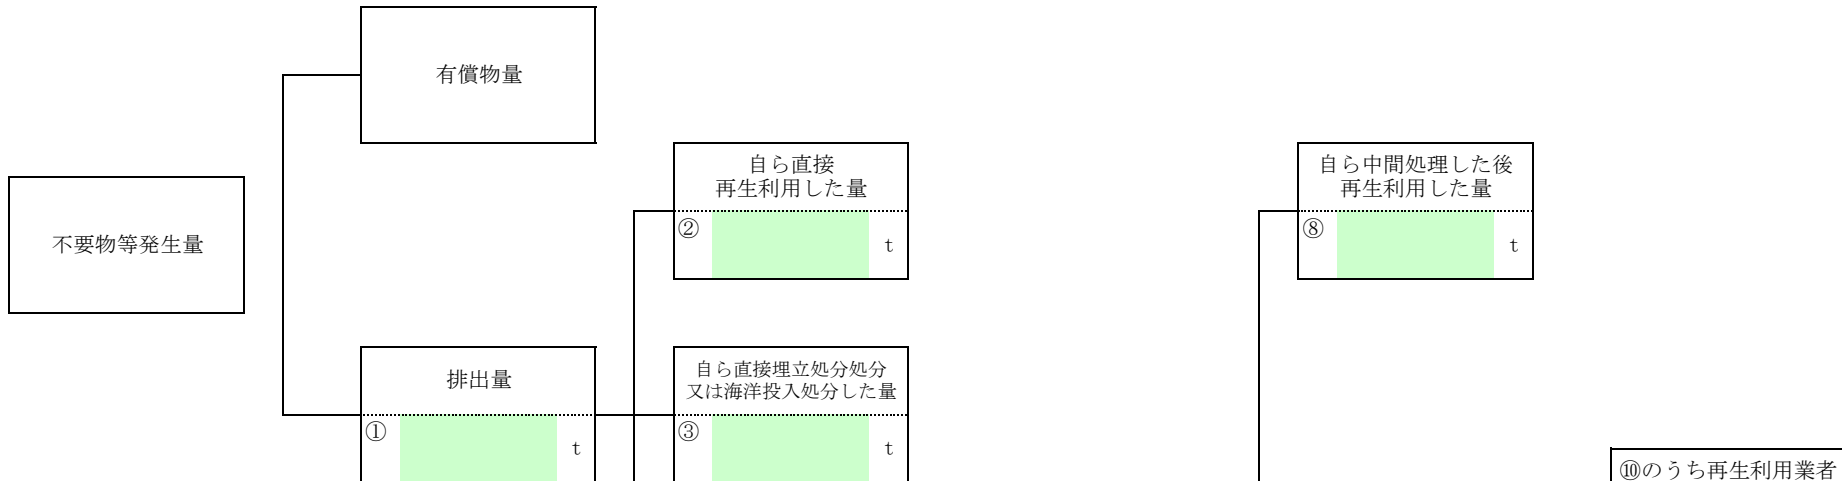 有償物量
自ら直接
再生利用した量
自ら中間処理した後
再生利用した量
不要物等発生量
②
t
⑧
t
排出量
自ら直接埋立処分処分
又は海洋投入処分した量
①
t
③
t
⑩のうち再生利用業者